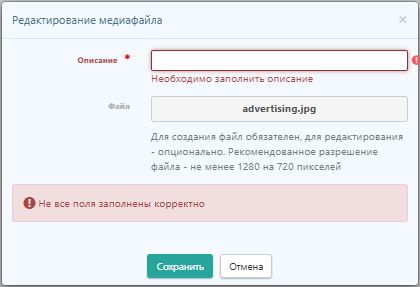 Редактирование медиафайла ×
Описание *
Необходимо заполнить описание
Файл advertising.jpg
Для создания файл обязателен, для редактирования
- опционально. Рекомендованное разрешение
файла - не менее 1280 на 720 пикселей
Не все поля заполнены корректно
Сохранить Отмена